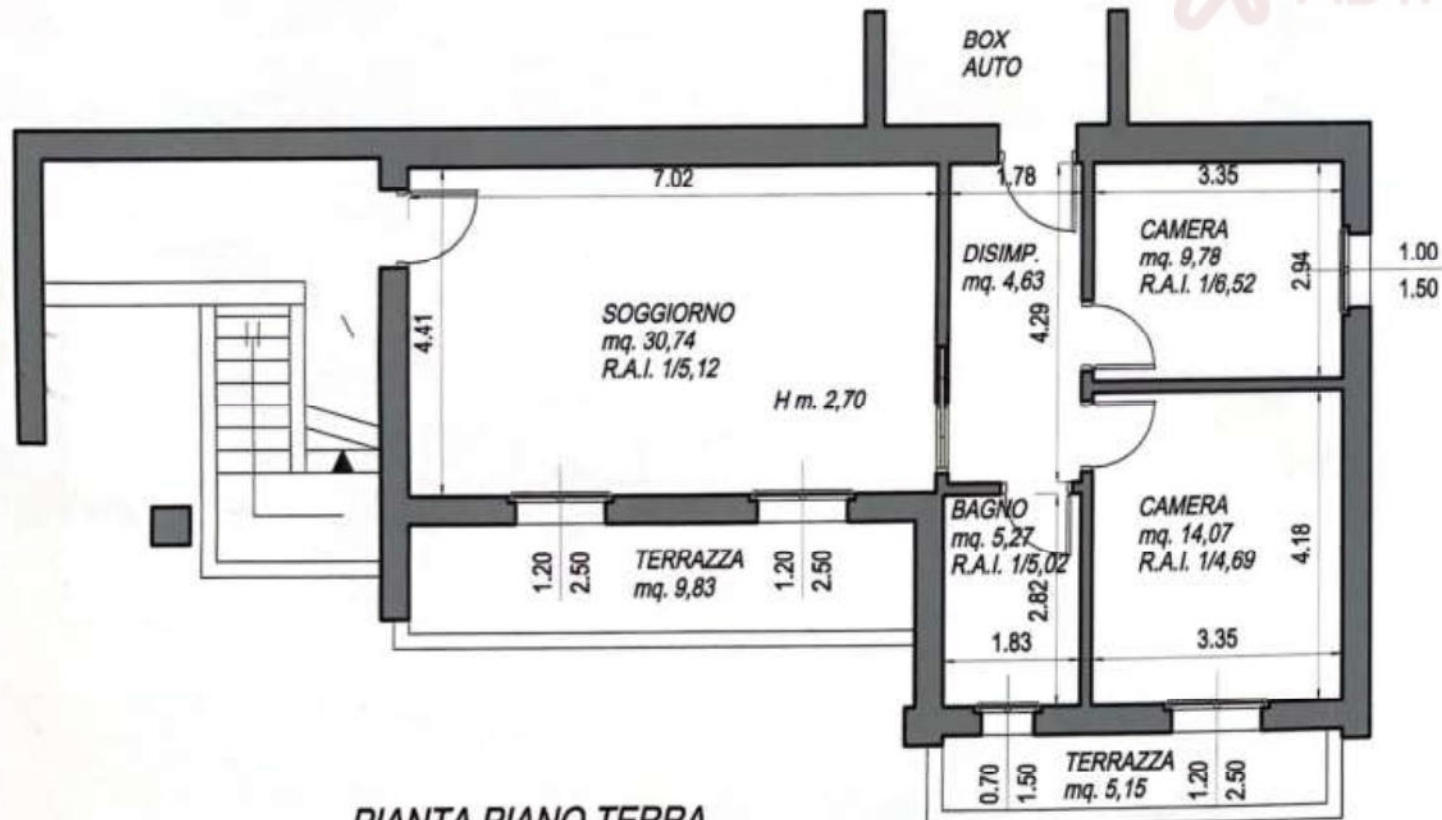 BOX
AUTO
7.02
1.78
3.35
CAMERA
mq. 9,78
R.A.I. 1/6,52
2.94
1.00
1.50
DISIMP.
mq. 4,63
4.29
4.41
SOGGIORNO
mq. 30,74
R.A.I. 1/5,12
H m. 2,70
BAGNO
mq. 5,27
R.A.I. 1/5,02
2.82
1.83
CAMERA
mq. 14,07
R.A.I. 1/4,69
4.18
3.35
1.20
2.50
TERRAZZA
mq. 9,83
1.20
2.50
0.70
1.50
TERRAZZA
mq. 5,15
1.20
2.50
PIANTA PIANO TERRA